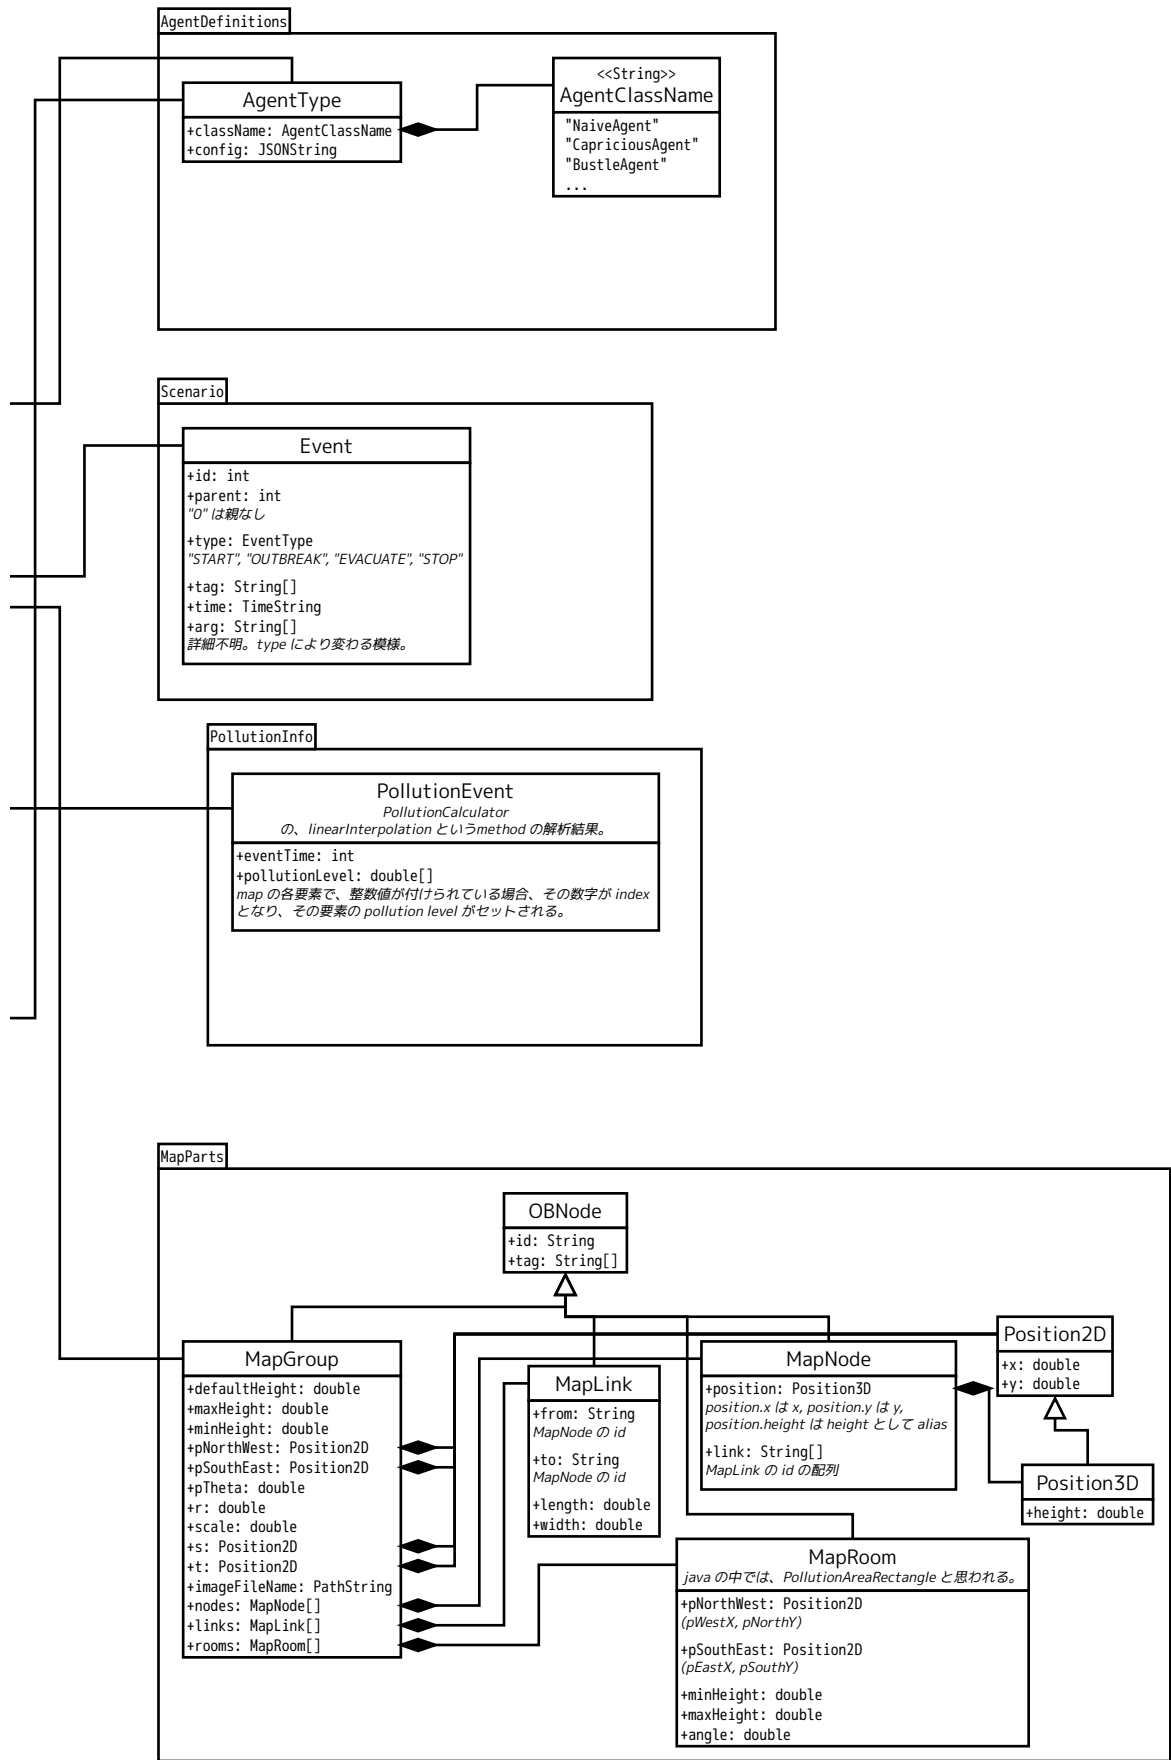 AgentDefinitions
AgentType
+className: AgentClassName
+config: JSONString
<<String>>
AgentClassName
"NaiveAgent"
"CapriciousAgent"
"BustleAgent"
...
Scenario
Event
+id: int
+parent: int
"0" は親なし
+type: EventType
"START", "OUTBREAK", "EVACUATE", "STOP"
+tag: String[]
+time: TimeString
+arg: String[]
詳細不明。type により変わる模様。
PollutionInfo
PollutionEvent
PollutionCalculator
の、linearInterpolation というmethod の解析結果。
+eventTime: int
+pollutionLevel: double[]
map の各要素で、整数値が付けられている場合、その数字が index
となり、その要素の pollution level がセットされる。
MapParts
OBNode
+id: String
+tag: String[]
MapGroup
+defaultHeight: double
+maxHeight: double
+minHeight: double
+pNorthWest: Position2D
+pSouthEast: Position2D
+pTheta: double
+r: double
+scale: double
+s: Position2D
+t: Position2D
+imageFileName: PathString
+nodes: MapNode[]
+links: MapLink[]
+rooms: MapRoom[]
MapLink
+from: String
MapNode の id
+to: String
MapNode の id
+length: double
+width: double
MapNode
+position: Position3D
position.x は x, position.y は y,
position.height は height として alias
+link: String[]
MapLink の id の配列
Position2D
+x: double
+y: double
Position3D
+height: double
MapRoom
java の中では、PollutionAreaRectangle と思われる。
+pNorthWest: Position2D
(pWestX, pNorthY)
+pSouthEast: Position2D
(pEastX, pSouthY)
+minHeight: double
+maxHeight: double
+angle: double